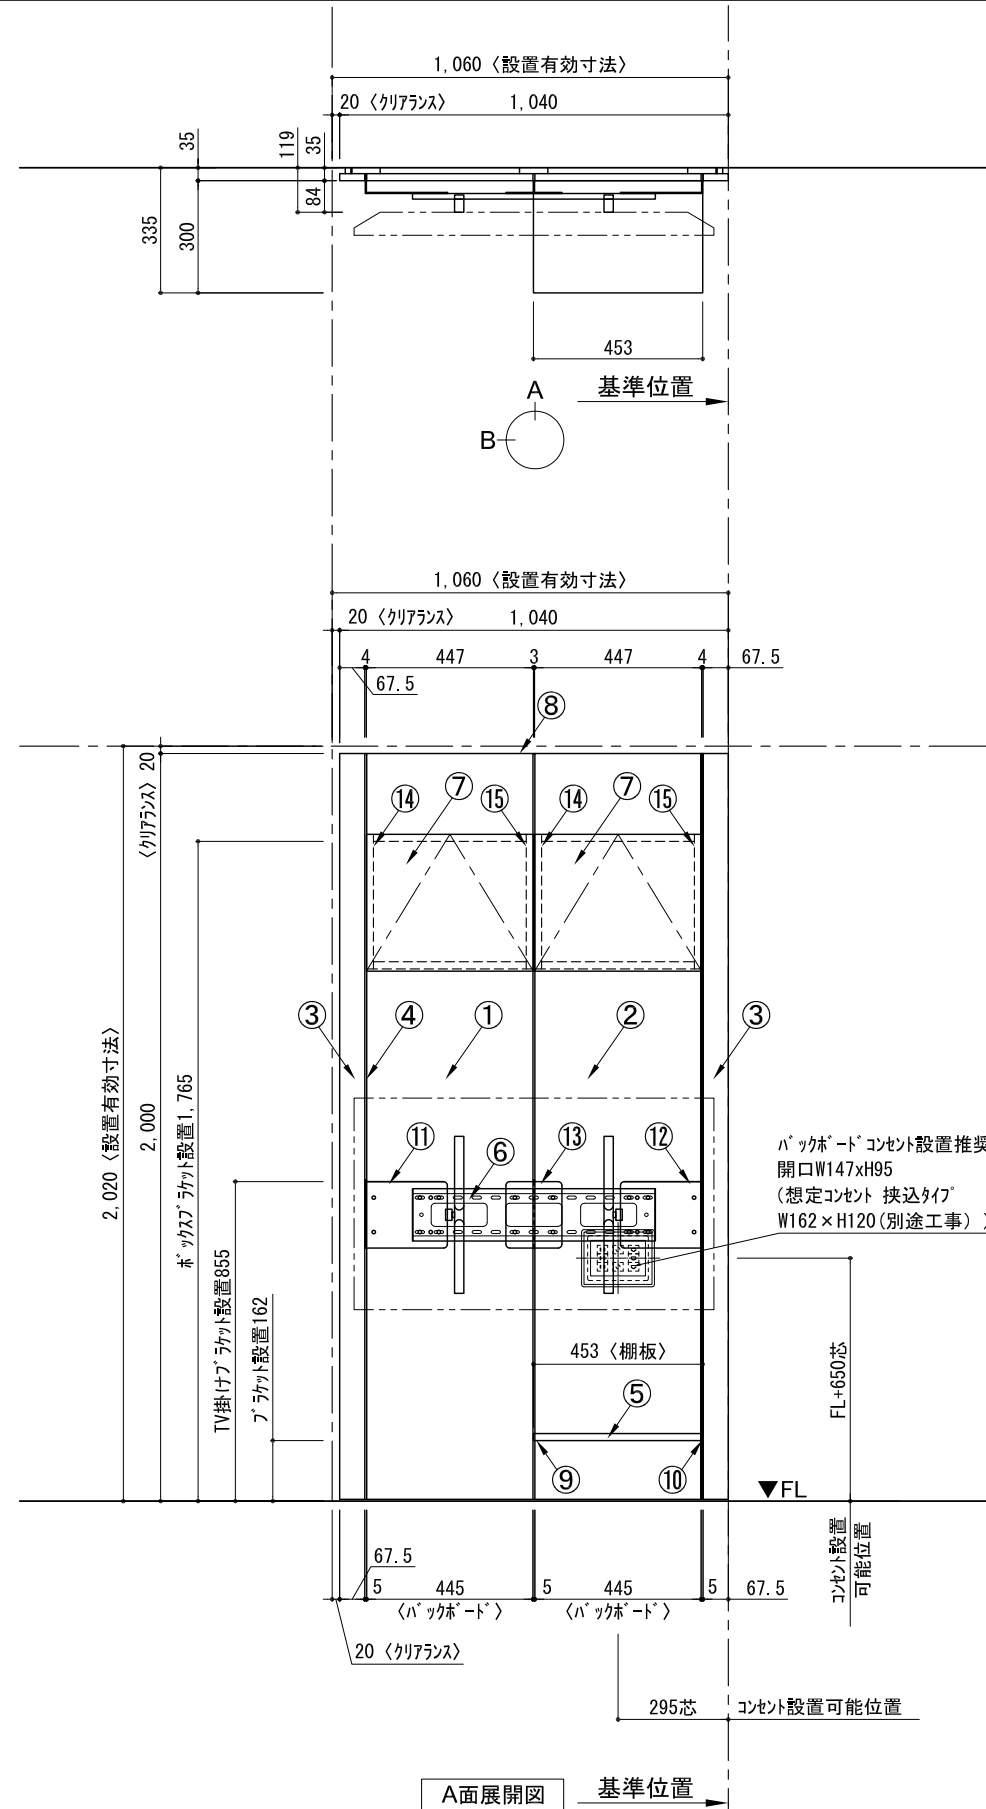 1,060〈設置有効寸法〉
20〈クリアランス〉 1,040
35
119
35
84
335
300
453
A
基準位置
B
1,060〈設置有効寸法〉
20〈クリアランス〉 1,040
4 447 3 447 4 67.5
67.5
⑧
〈クリアランス〉20
⑭ ⑦ ⑮ ⑭ ⑦ ⑮
③ ④ ① ② ③
2,020〈設置有効寸法〉
2,000
ボックスブラケット設置1,765
TV掛けブラケット設置855
ブラケット設置162
⑪ ⑥ ⑬ ⑫
バックボードコンセント設置推奨
開口W147xH95
(想定コンセント 挟込タイプ
W162×H120(別途工事))
453〈棚板〉
⑤
FL+650芯
⑨ ⑩
▼FL
コンセント設置
可能位置
67.5
5 445 5 445 5 67.5
〈バックボード〉 〈バックボード〉
20〈クリアランス〉
295芯 コンセント設置可能位置
A面展開図
基準位置